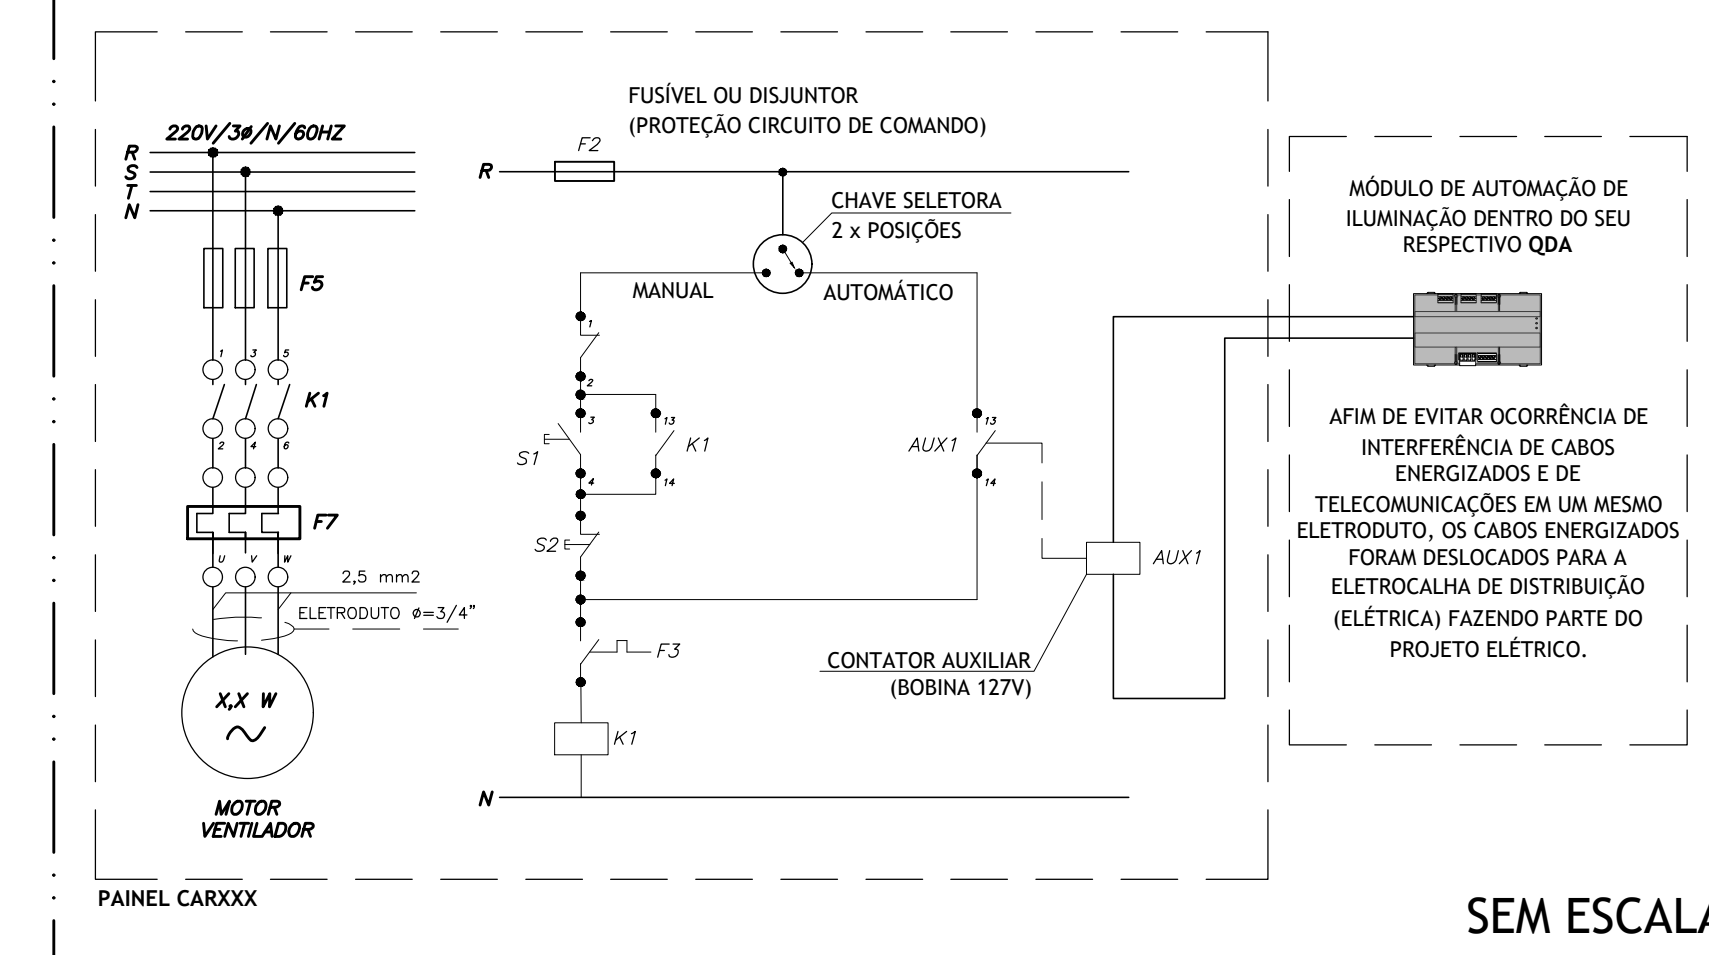 220V/3ø/N/60HZ
R
S
T
N
F5
1
3
5
K1
2
4
6
F7
U
V
W
2,5 mm2
ELETRODUTO ø=3/4"
X,X W
MOTOR
VENTILADOR
PAINEL CARXXX
FUSÍVEL OU DISJUNTOR
(PROTEÇÃO CIRCUITO DE COMANDO)
F2
R
CHAVE SELETORA
2 x POSIÇÕES
MANUAL
AUTOMÁTICO
1
2
3
13
S1
K1
4
14
S2
F3
K1
N
AUX1
13
14
AUX1
CONTATOR AUXILIAR
(BOBINA 127V)
MÓDULO DE AUTOMAÇÃO DE
ILUMINAÇÃO DENTRO DO SEU
RESPECTIVO QDA
AFIM DE EVITAR OCORRÊNCIA DE
INTERFERÊNCIA DE CABOS
ENERGIZADOS E DE
TELECOMUNICAÇÕES EM UM MESMO
ELETRODUTO, OS CABOS ENERGIZADOS
FORAM DESLOCADOS PARA A
ELETROCALHA DE DISTRIBUIÇÃO
(ELÉTRICA) FAZENDO PARTE DO
PROJETO ELÉTRICO.
SEM ESCALA